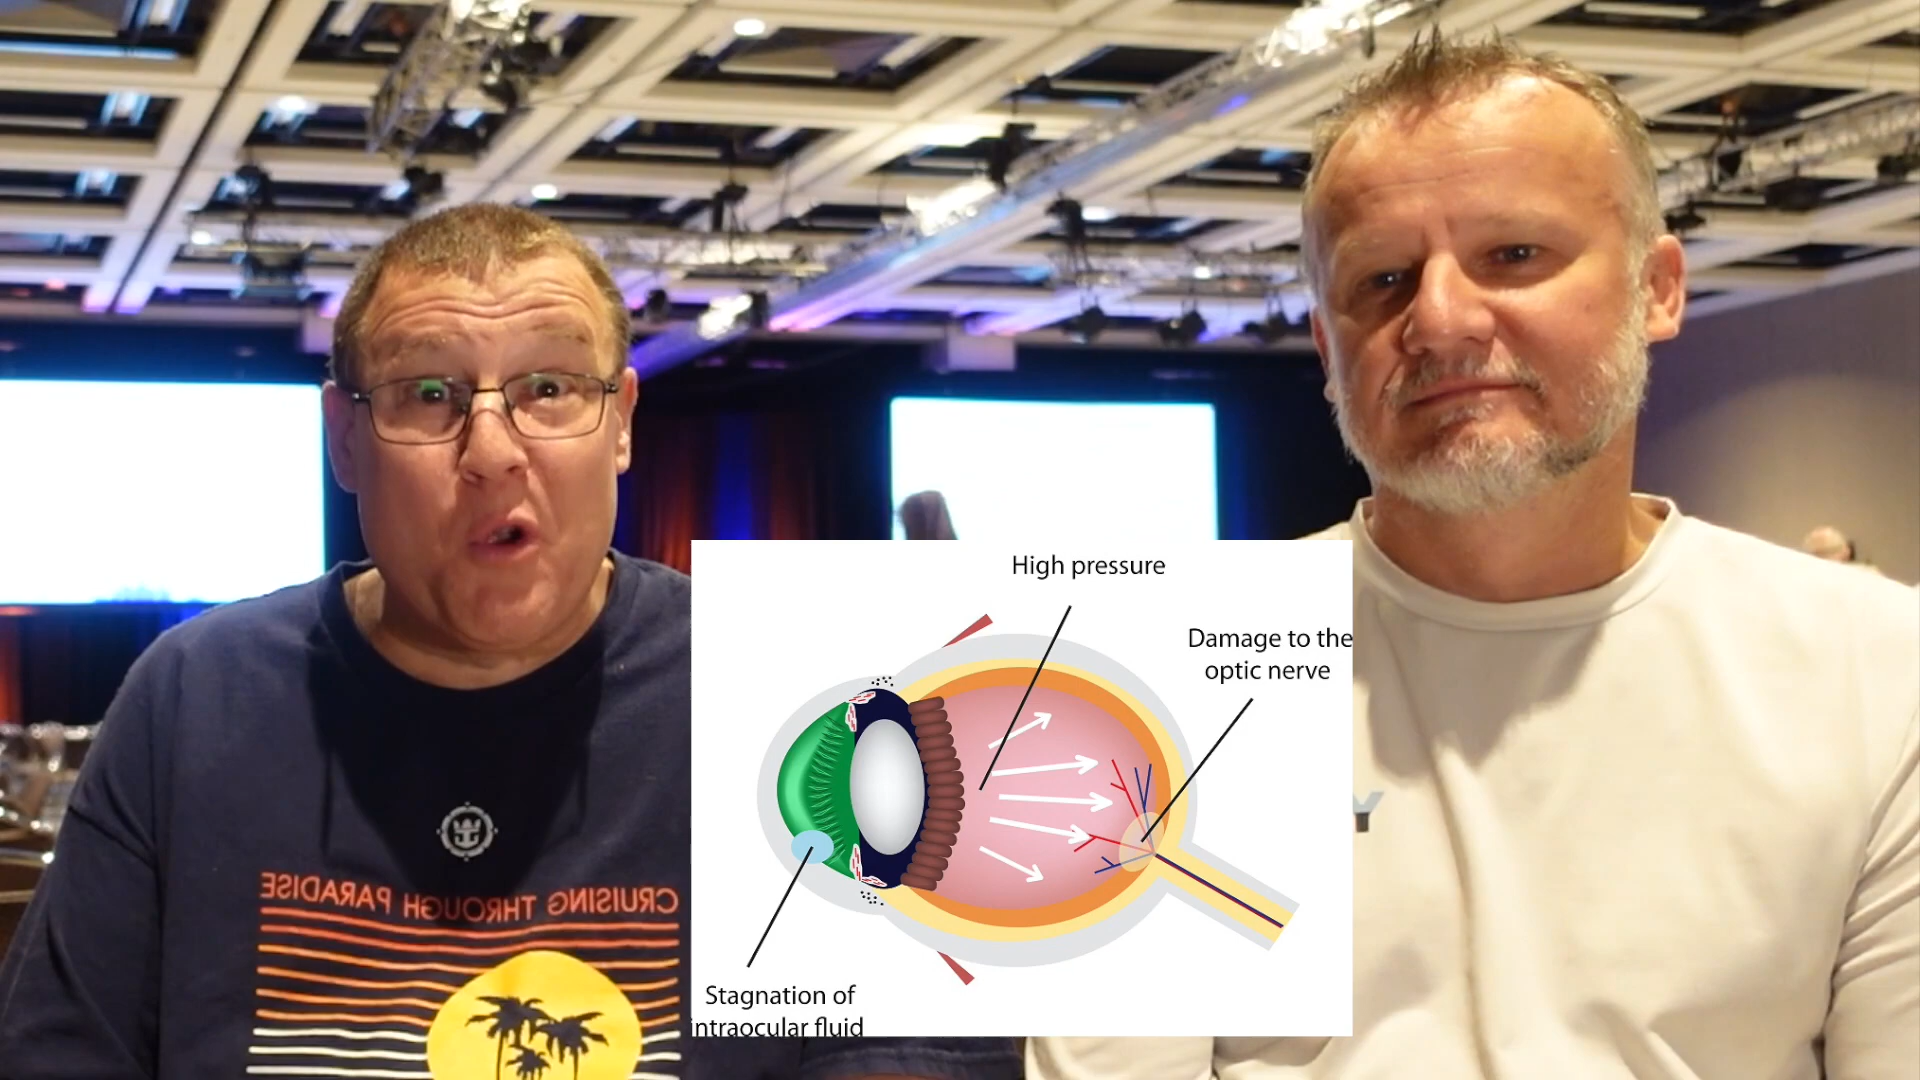 High pressure
Damage to the
optic nerve
CRUISING THROUGH PARADISE
Y
Stagnation of
intraocular fluid